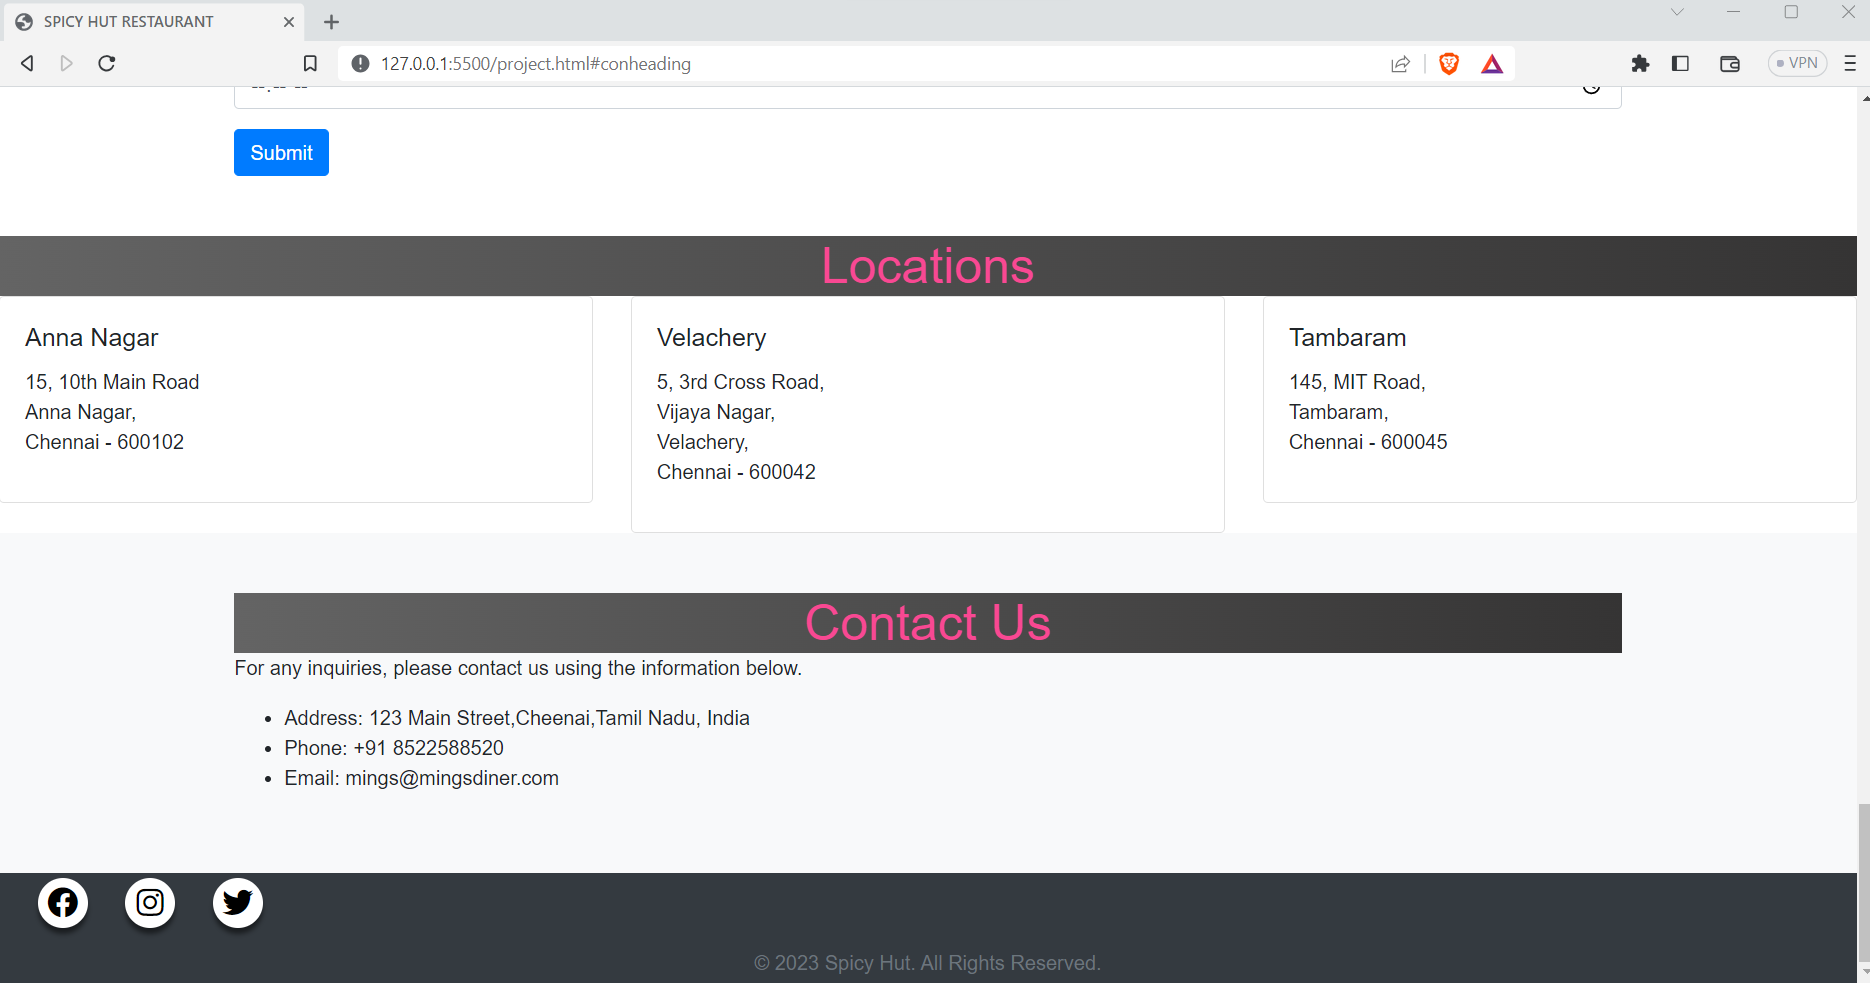 SPICY HUT RESTAURANT
127.0.0.1:5500/project.html#conheading
VPN
Submit
Locations
Anna Nagar
15, 10th Main Road
Anna Nagar,
Chennai - 600102
Velachery
5, 3rd Cross Road,
Vijaya Nagar,
Velachery,
Chennai - 600042
Tambaram
145, MIT Road,
Tambaram,
Chennai - 600045
Contact Us
For any inquiries, please contact us using the information below.
• Address: 123 Main Street,Cheenai,Tamil Nadu, India
• Phone: +91 8522588520
• Email: mings@mingsdiner.com
© 2023 Spicy Hut. All Rights Reserved.